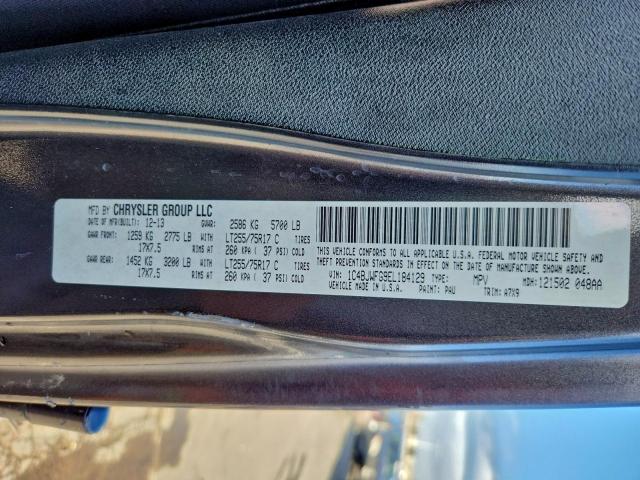 MFD BY CHRYSLER GROUP LLC
DATE OF MFR(BUILT): 12-13 GVWR: 2586 KG 5700 LB
GAWR FRONT: 1259 KG 2775 LB WITH LT255/75R17 C TIRES
17X7.5 RIMS AT 260 KPA ( 37 PSI) COLD
GAWR REAR: 1452 KG 3200 LB WITH LT255/75R17 C TIRES
17X7.5 RIMS AT 260 KPA ( 37 PSI) COLD
THIS VEHICLE CONFORMS TO ALL APPLICABLE U.S.A. FEDERAL MOTOR VEHICLE SAFETY AND
THEFT PREVENTION STANDARDS IN EFFECT ON THE DATE OF MANUFACTURE SHOWN ABOVE.
VIN: 1C4BJWFG9EL184129 TYPE: MPV MDH: 121502 048AA
VEHICLE MADE IN U.S.A. PAINT: PAU TRIM: A7X9